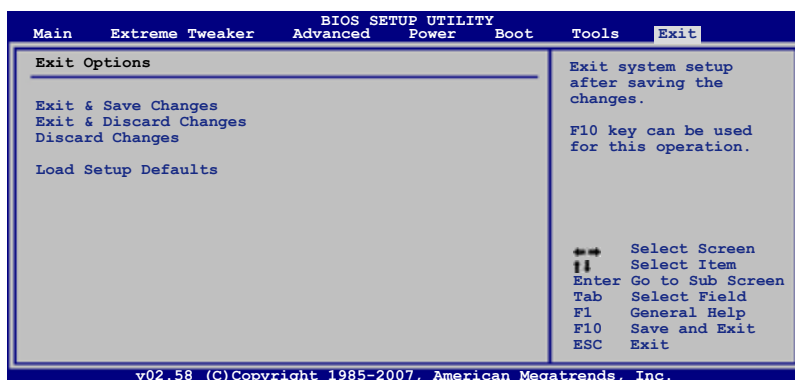 BIOS SETUP UTILITY
Main Extreme Tweaker Advanced Power Boot Tools Exit
Exit Options
Exit & Save Changes
Exit & Discard Changes
Discard Changes
Load Setup Defaults
Exit system setup
after saving the
changes.
F10 key can be used
for this operation.
←→ Select Screen
↑↓ Select Item
Enter Go to Sub Screen
Tab Select Field
F1 General Help
F10 Save and Exit
ESC Exit
v02.58 (C)Copyright 1985-2007, American Megatrends, Inc.